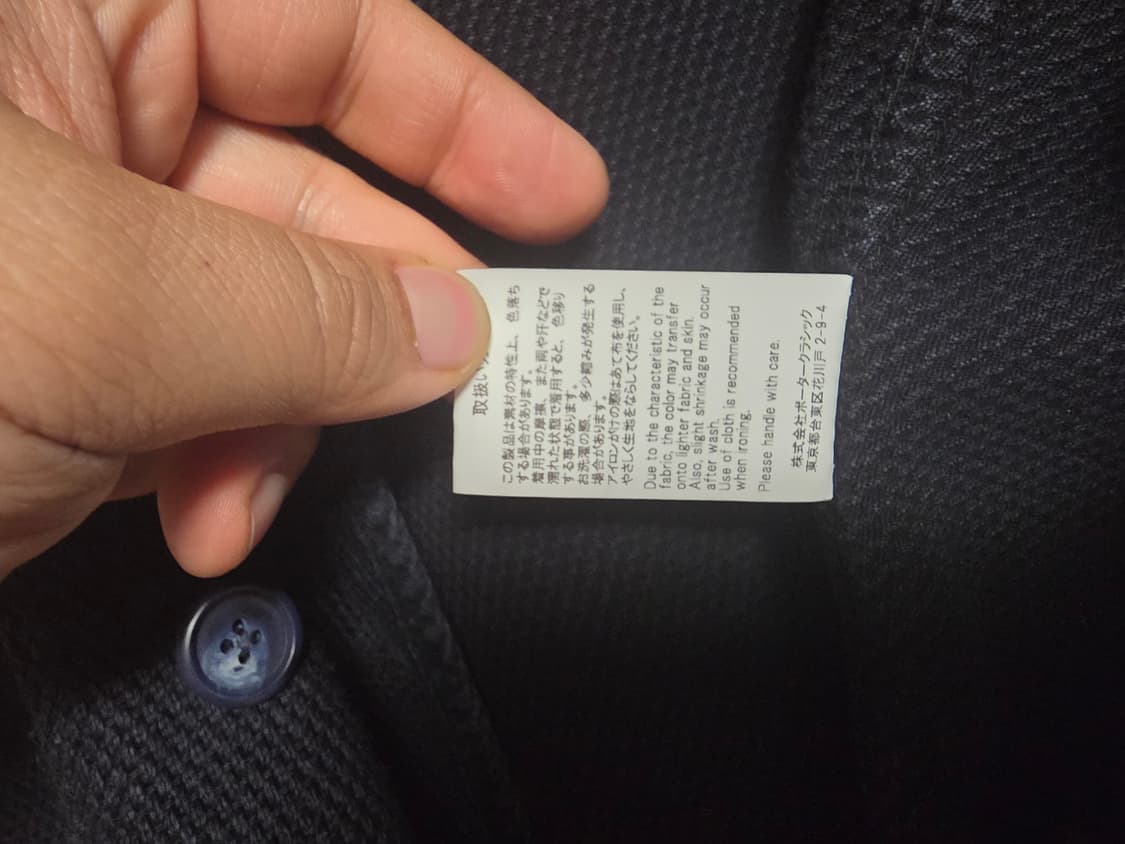 取扱い
この製品は素材の特性上、色落ち
する場合があります。
着用中の摩擦、また雨や汗などで
濡れた状態で着用すると、色移り
する事があります。
お洗濯の際、多少縮みが発生する
場合があります。
アイロンがけの際はあて布を使用し、
やさしく生地をならしてください。
Due to the characteristic of the
fabric, the color may transfer
onto lighter fabric and skin.
Also, slight shrinkage may occur
after wash.
Use of cloth is recommended
when ironing.
Please handle with care.
株式会社ポータークラシック
東京都台東区花川戸 2-9-4